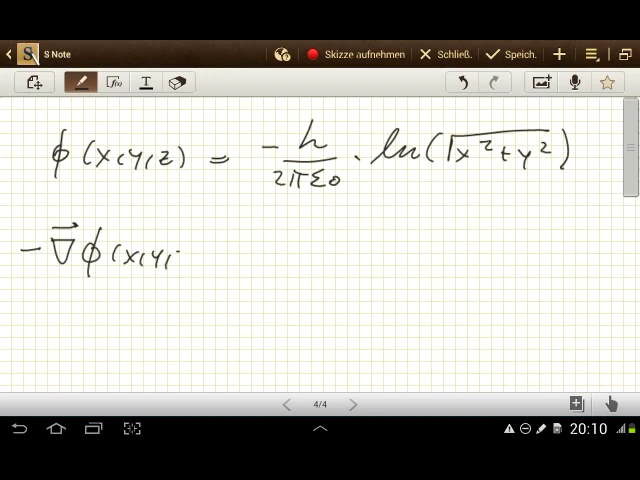 S Note
Skizze aufnehmen
Schließ.
Speich.
f(x)
T
ϕ(x,y,z) = -λ/(2πε0) · ln(√(x²+y²))
-∇⃗ϕ(x,y,
4/4
20:10